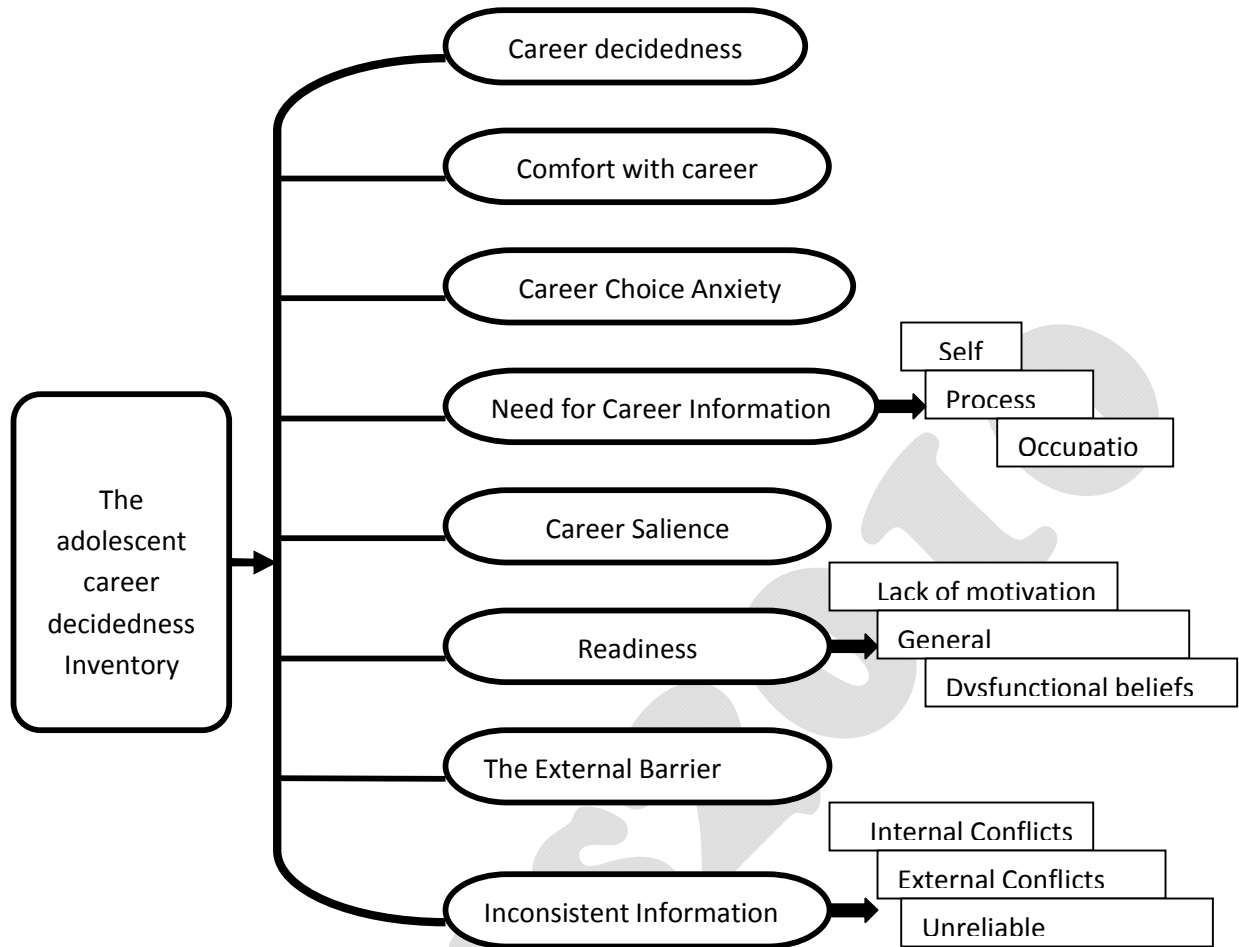 Career decidedness
Comfort with career
Career Choice Anxiety
Self
Need for Career Information
Process
Occupatio
The
adolescent
career
decidedness
Inventory
Career Salience
Lack of motivation
Readiness
General
Dysfunctional beliefs
The External Barrier
Internal Conflicts
External Conflicts
Inconsistent Information
Unreliable